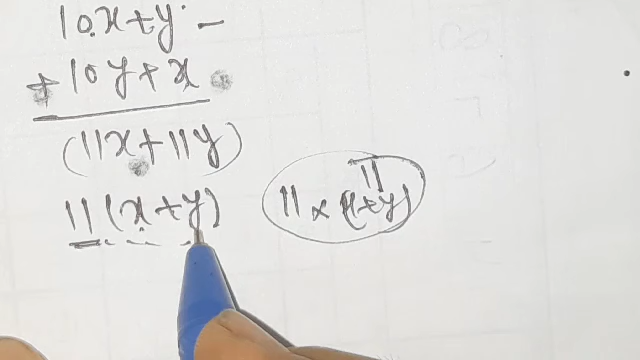 10x+y -
+ 10y+x
(11x+11y)
11(x+y)
11
11 x (x+y)